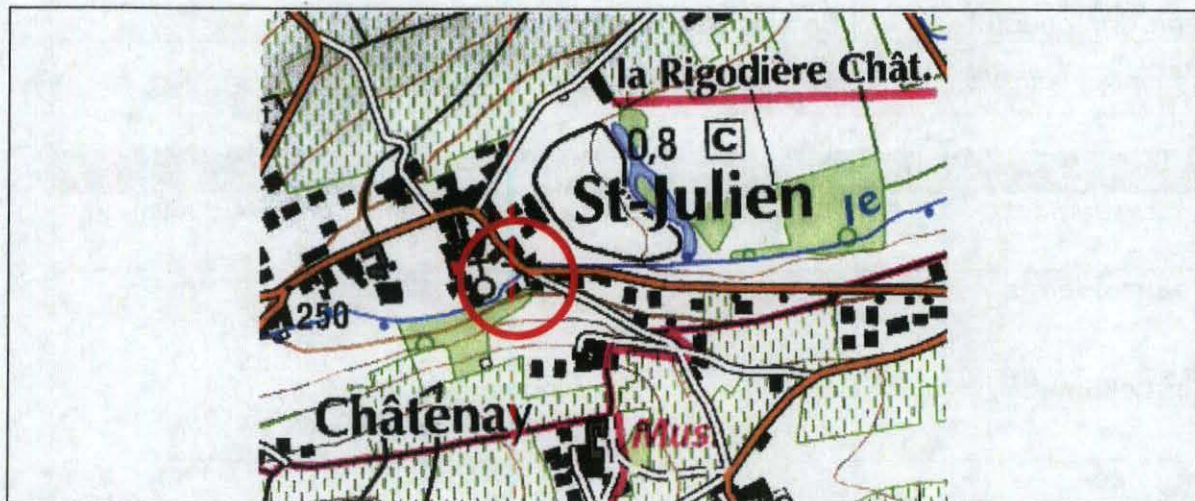 la Rigodière Chât.
0,8 C
St-Julien
le
250
Châtenay
Mus.